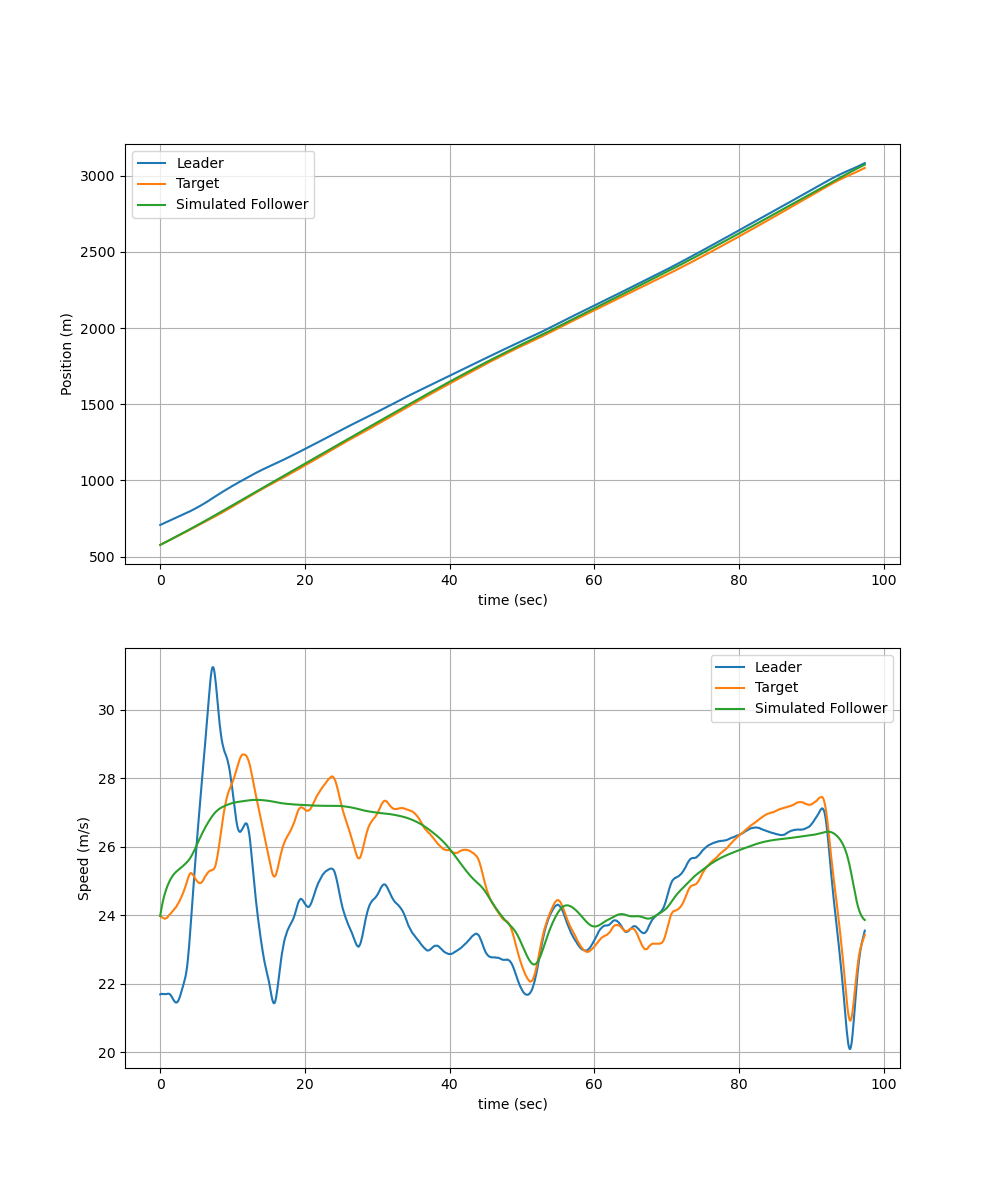 Leader
Target
Simulated Follower
3000
2500
2000
1500
1000
500
Position (m)
0 20 40 60 80 100
time (sec)
Leader
Target
Simulated Follower
30
28
26
24
22
20
Speed (m/s)
0 20 40 60 80 100
time (sec)